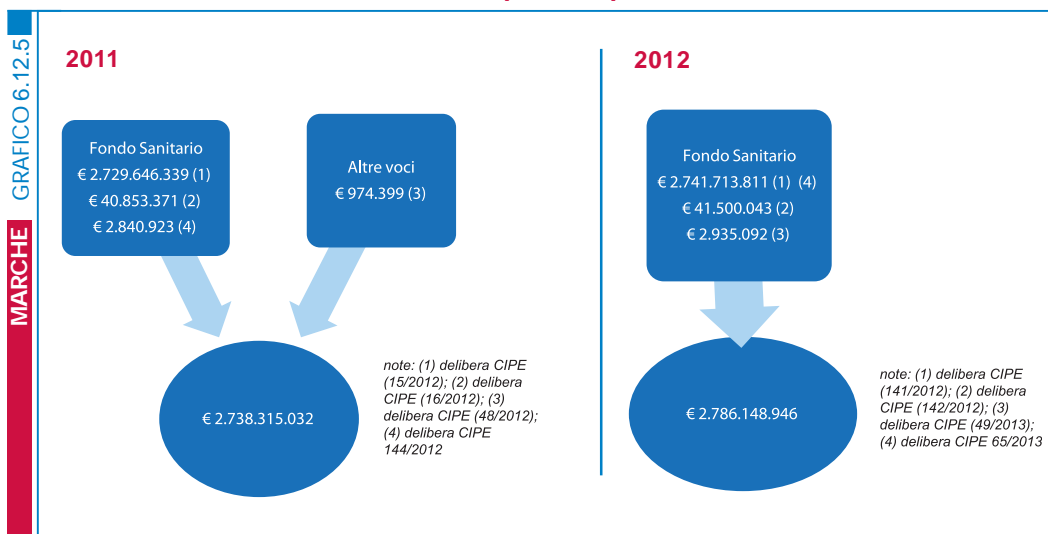 GRAFICO 6.12.5
MARCHE
2011
Fondo Sanitario
€ 2.729.646.339 (1)
€ 40.853.371 (2)
€ 2.840.923 (4)
Altre voci
€ 974.399 (3)
€ 2.738.315.032
note: (1) delibera CIPE
(15/2012); (2) delibera
CIPE (16/2012); (3)
delibera CIPE (48/2012);
(4) delibera CIPE
144/2012
2012
Fondo Sanitario
€ 2.741.713.811 (1) (4)
€ 41.500.043 (2)
€ 2.935.092 (3)
€ 2.786.148.946
note: (1) delibera CIPE
(141/2012); (2) delibera
CIPE (142/2012); (3)
delibera CIPE (49/2013);
(4) delibera CIPE 65/2013